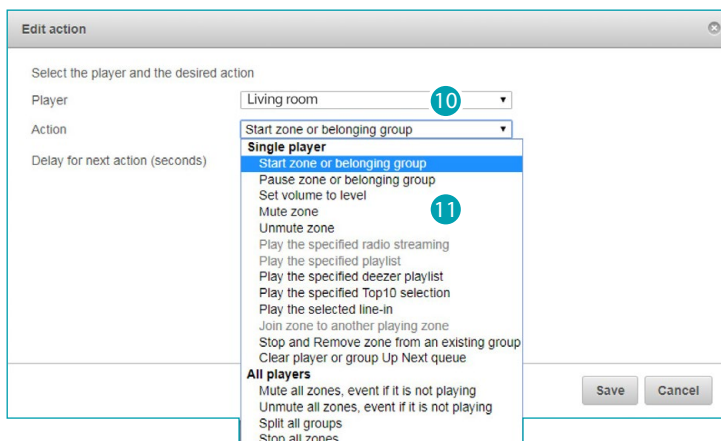 Edit action
Select the player and the desired action
Player
Living room
10
Action
Start zone or belonging group
Delay for next action (seconds)
Single player
Start zone or belonging group
Pause zone or belonging group
Set volume to level
Mute zone
11
Unmute zone
Play the specified radio streaming
Play the specified playlist
Play the specified deezer playlist
Play the specified Top10 selection
Play the selected line-in
Join zone to another playing zone
Stop and Remove zone from an existing group
Clear player or group Up Next queue
All players
Mute all zones, event if it is not playing
Unmute all zones, event if it is not playing
Split all groups
Stop all zones
Save
Cancel